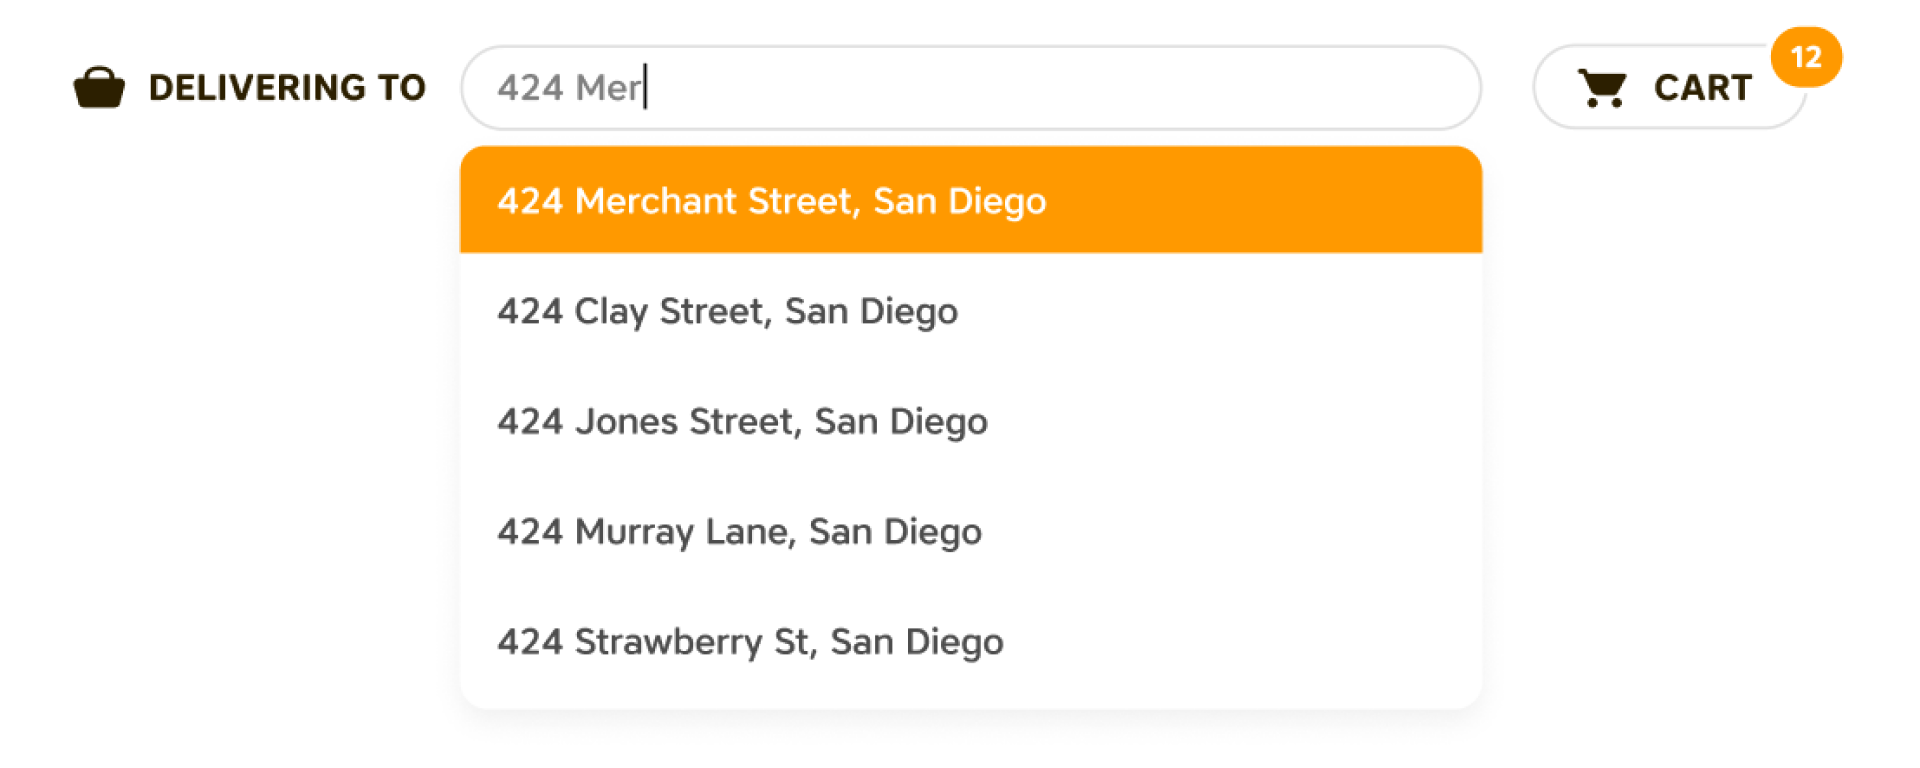 DELIVERING TO 424 Mer CART 12
424 Merchant Street, San Diego
424 Clay Street, San Diego
424 Jones Street, San Diego
424 Murray Lane, San Diego
424 Strawberry St, San Diego